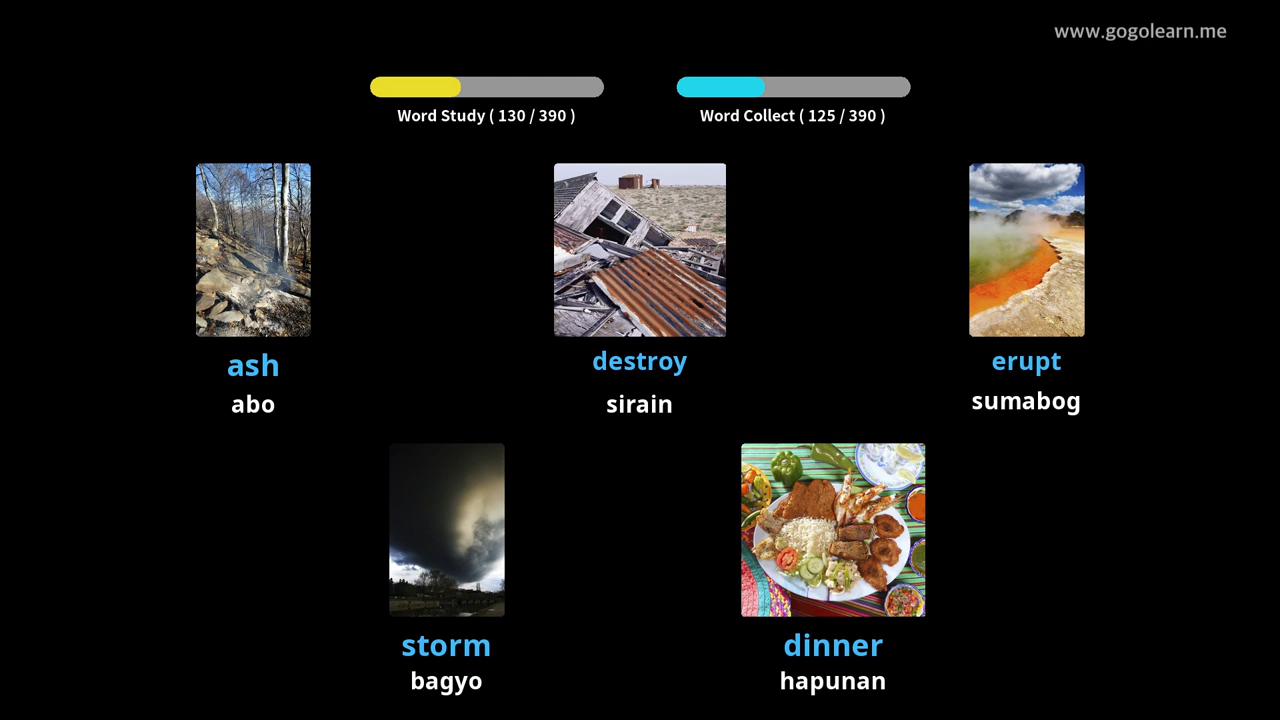 www.gogolearn.me
Word Study ( 130 / 390 )
Word Collect ( 125 / 390 )
ash
abo
destroy
sirain
erupt
sumabog
storm
bagyo
dinner
hapunan